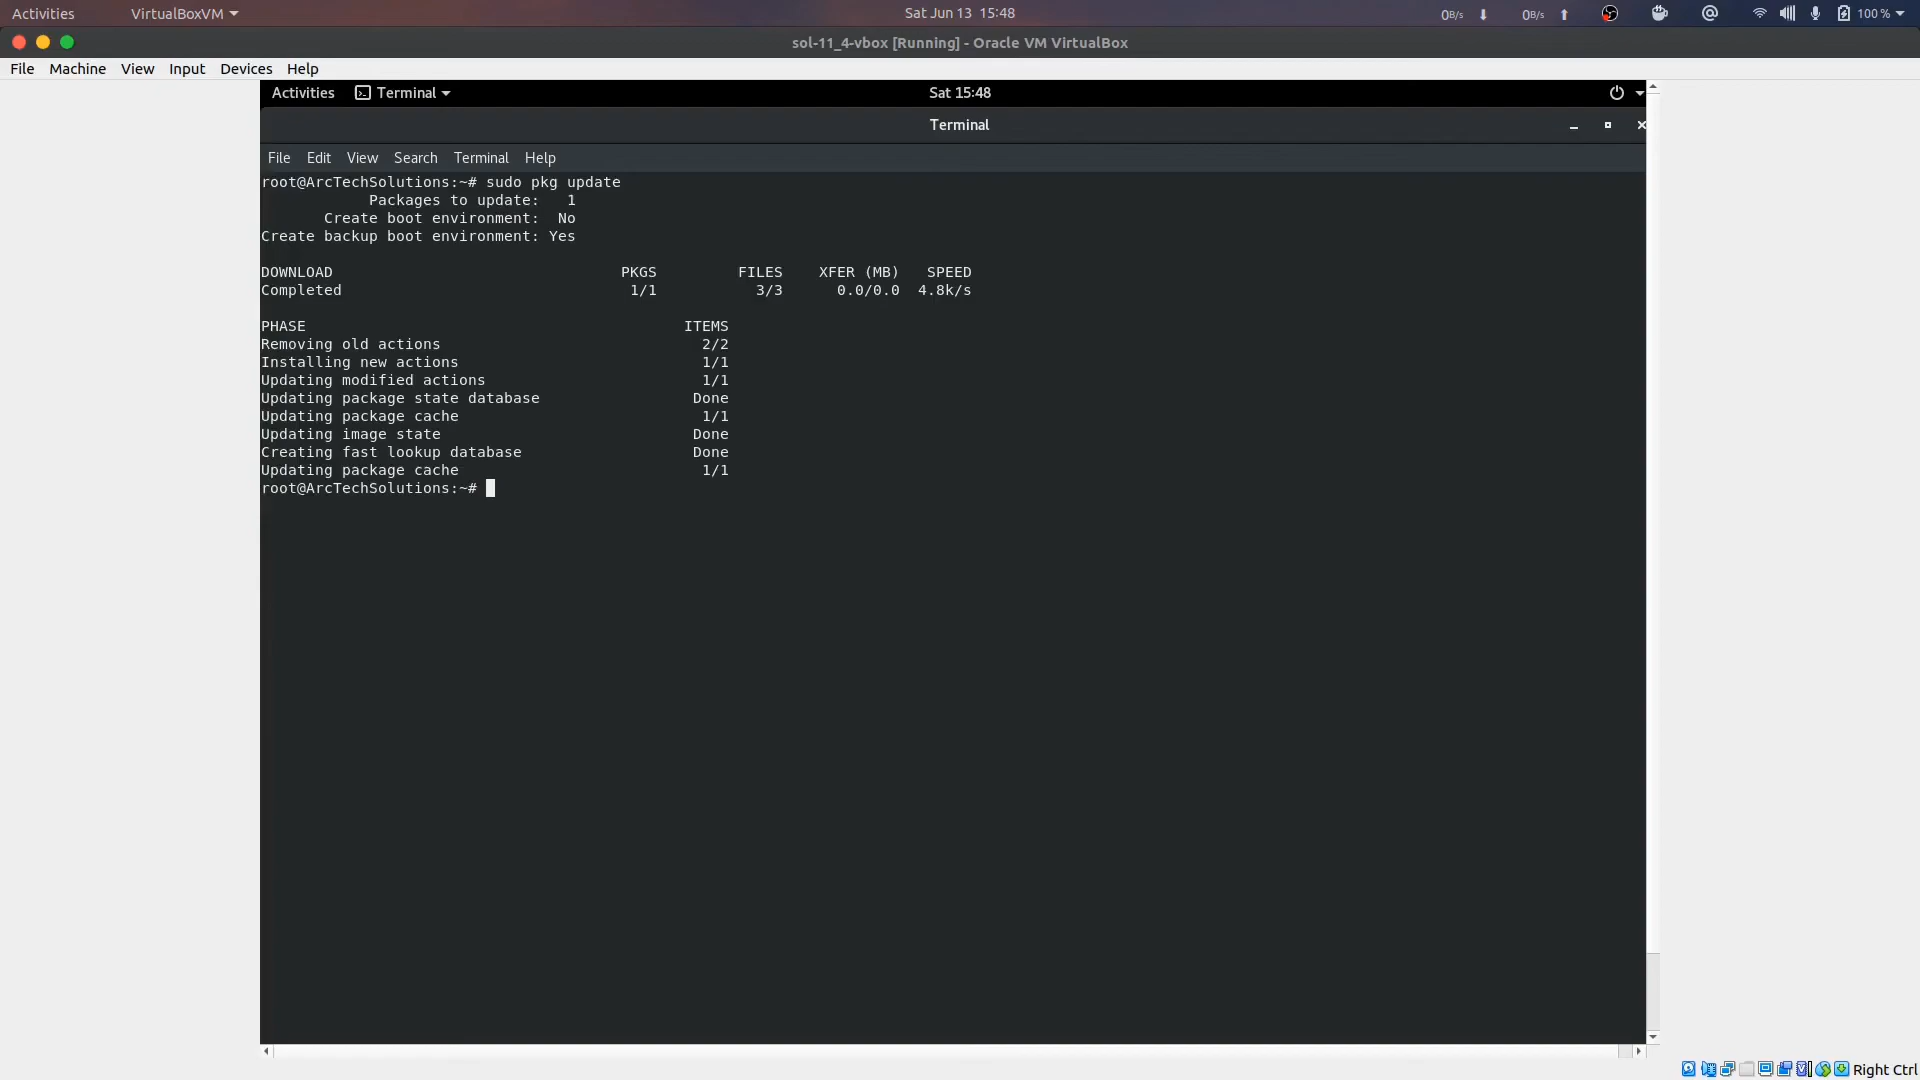 Activities VirtualBoxVM Sat Jun 13 15:48 0B/s 0B/s 100 %
sol-11_4-vbox [Running] - Oracle VM VirtualBox
File Machine View Input Devices Help
Activities Terminal Sat 15:48
Terminal
File Edit View Search Terminal Help
root@ArcTechSolutions:~# sudo pkg update
Packages to update: 1
Create boot environment: No
Create backup boot environment: Yes
DOWNLOAD PKGS FILES XFER (MB) SPEED
Completed 1/1 3/3 0.0/0.0 4.8k/s
PHASE ITEMS
Removing old actions 2/2
Installing new actions 1/1
Updating modified actions 1/1
Updating package state database Done
Updating package cache 1/1
Updating image state Done
Creating fast lookup database Done
Updating package cache 1/1
root@ArcTechSolutions:~#
Right Ctrl